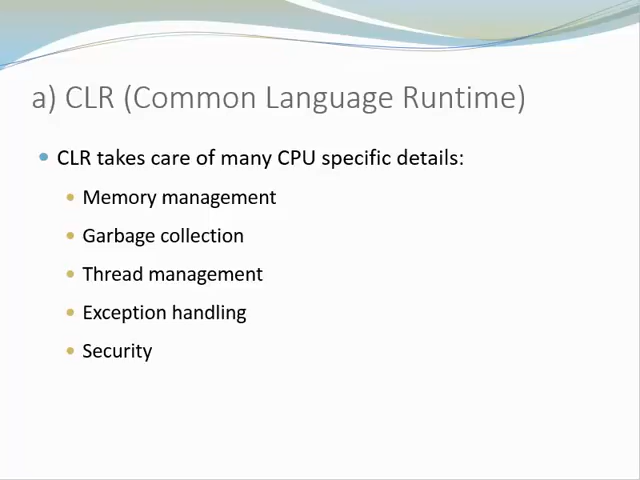 a) CLR (Common Language Runtime)
CLR takes care of many CPU specific details:
Memory management
Garbage collection
Thread management
Exception handling
Security